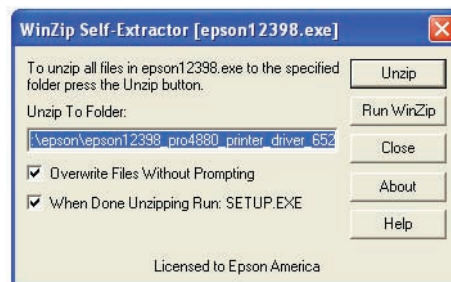 WinZip Self-Extractor [epson12398.exe]
To unzip all files in epson12398.exe to the specified
folder press the Unzip button.
Unzip To Folder:
:\epson\epson12398_pro4880_printer_driver_652
Overwrite Files Without Prompting
When Done Unzipping Run: SETUP.EXE
Unzip
Run WinZip
Close
About
Help
Licensed to Epson America